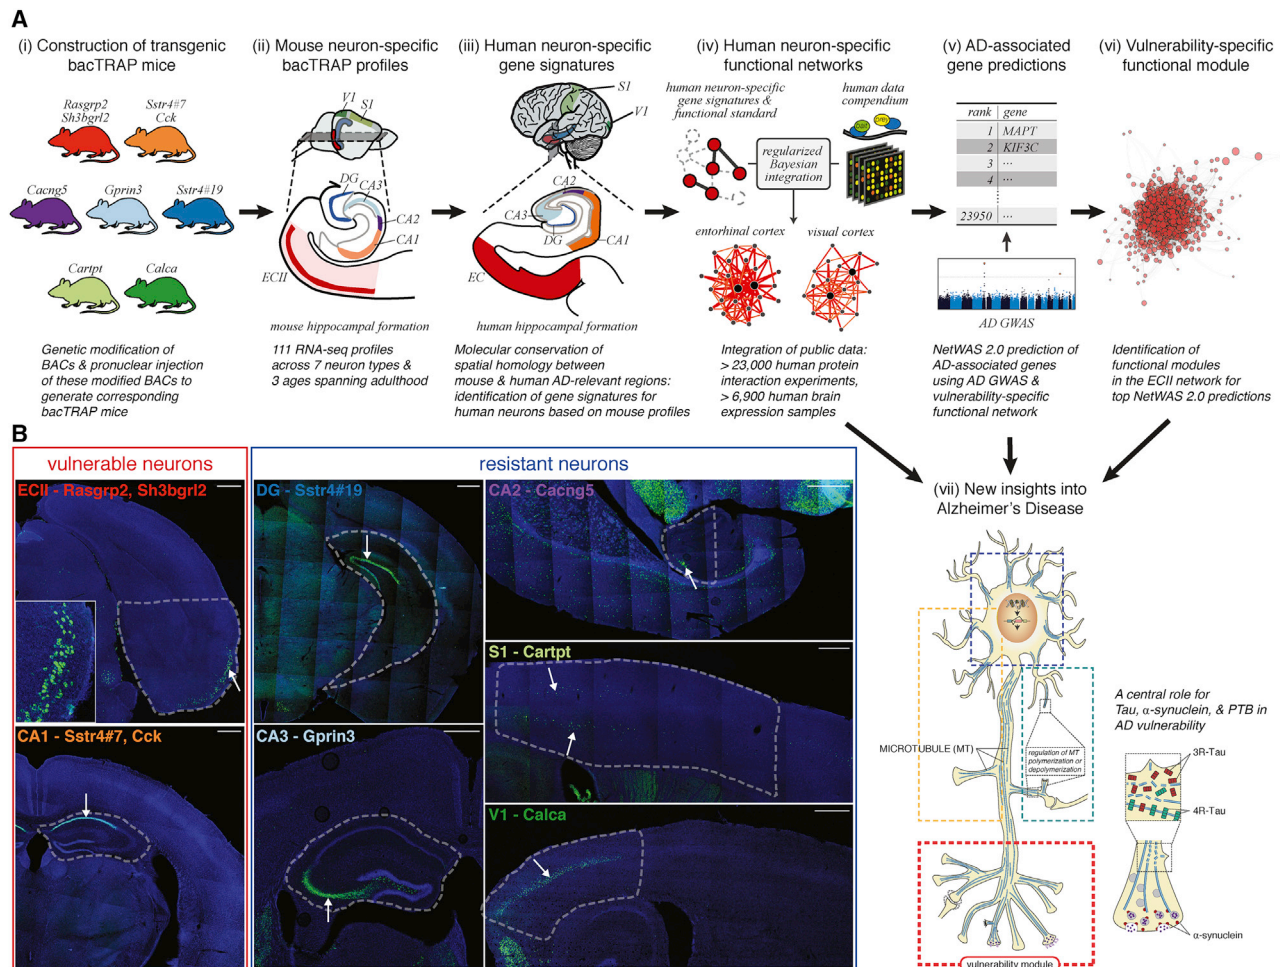 A
(i) Construction of transgenic
bacTRAP mice
Rasgrp2
Sh3bgrl2
Sstr4#7
Cck
Cacng5
Gprin3
Sstr4#19
Cartpt
Calca
Genetic modification of
BACs & pronuclear injection
of these modified BACs to
generate corresponding
bacTRAP mice
(ii) Mouse neuron-specific
bacTRAP profiles
V1
S1
DG
CA3
CA2
CA1
ECII
mouse hippocampal formation
111 RNA-seq profiles
across 7 neuron types &
3 ages spanning adulthood
(iii) Human neuron-specific
gene signatures
S1
V1
CA2
CA3
DG
CA1
EC
human hippocampal formation
Molecular conservation of
spatial homology between
mouse & human AD-relevant regions:
identification of gene signatures for
human neurons based on mouse profiles
(iv) Human neuron-specific
functional networks
human neuron-specific
gene signatures &
functional standard
human data
compendium
bait
prey
regularized
Bayesian
integration
entorhinal cortex
visual cortex
Integration of public data:
> 23,000 human protein
interaction experiments,
> 6,900 human brain
expression samples
(v) AD-associated
gene predictions
rank gene
1 MAPT
2 KIF3C
3 ...
4 ...
23950 ...
AD GWAS
NetWAS 2.0 prediction of
AD-associated genes
using AD GWAS &
vulnerability-specific
functional network
(vi) Vulnerability-specific
functional module
Identification of
functional modules
in the ECII network for
top NetWAS 2.0 predictions
B
vulnerable neurons
resistant neurons
ECII - Rasgrp2, Sh3bgrl2
DG - Sstr4#19
CA2 - Cacng5
S1 - Cartpt
CA1 - Sstr4#7, Cck
CA3 - Gprin3
V1 - Calca
(vii) New insights into
Alzheimer's Disease
MICROTUBULE (MT)
regulation of MT
polymerization or
depolymerization
A central role for
Tau, α-synuclein, & PTB in
AD vulnerability
3R-Tau
4R-Tau
α-synuclein
vulnerability module